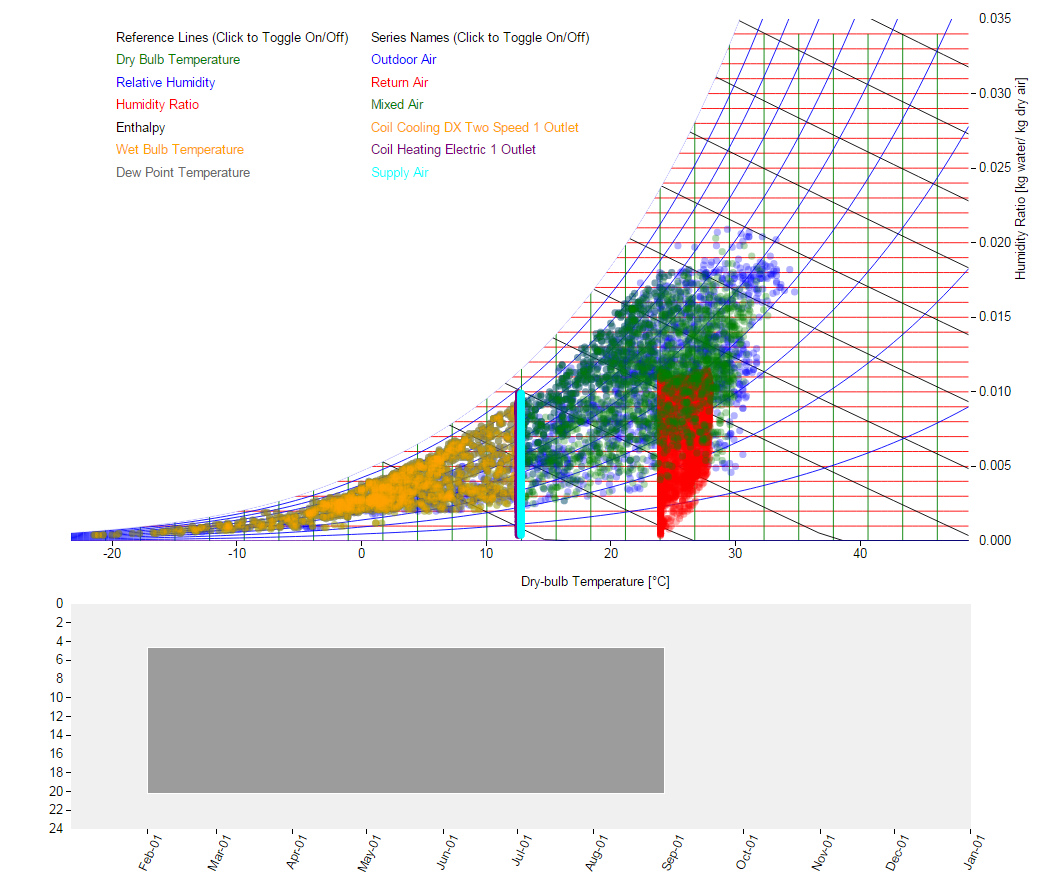 Reference Lines (Click to Toggle On/Off) Series Names (Click to Toggle On/Off)
Dry Bulb Temperature Outdoor Air
Relative Humidity Return Air
Humidity Ratio Mixed Air
Enthalpy Coil Cooling DX Two Speed 1 Outlet
Wet Bulb Temperature Coil Heating Electric 1 Outlet
Dew Point Temperature Supply Air
0.035
0.030
0.025
0.020
0.015
0.010
0.005
0.000
Humidity Ratio [kg water/ kg dry air]
-20 -10 0 10 20 30 40
Dry-bulb Temperature [°C]
0
2
4
6
8
10
12
14
16
18
20
22
24
Feb-01 Mar-01 Apr-01 May-01 Jun-01 Jul-01 Aug-01 Sep-01 Oct-01 Nov-01 Dec-01 Jan-01